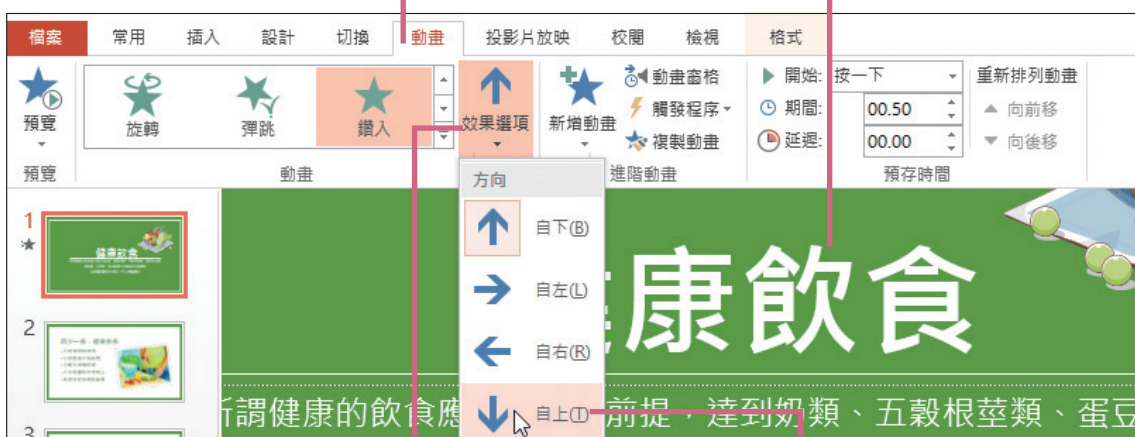 檔案 常用 插入 設計 切換 動畫 投影片放映 校閱 檢視 格式
預覽 旋轉 彈跳 鑽入 效果選項 新增動畫
動畫窗格 開始: 按一下 重新排列動畫
觸發程序 期間: 00.50 向前移
複製動畫 延遲: 00.00 向後移
預覽 動畫 進階動畫 預存時間
方向
自下(B)
自左(L)
自右(R)
自上(T)
1
健康飲食
2
3
康飲食
所謂健康的飲食應 前提,達到奶類、五穀根莖類、蛋豆